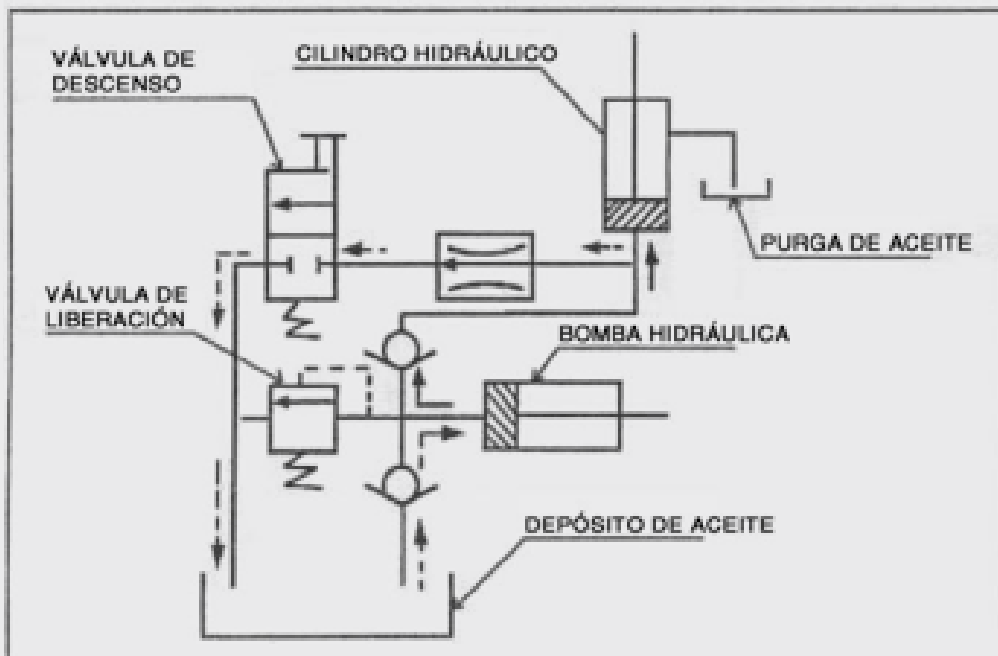 VÁLVULA DE
DESCENSO
CILINDRO HIDRÁULICO
PURGA DE ACEITE
VÁLVULA DE
LIBERACIÓN
BOMBA HIDRÁULICA
DEPÓSITO DE ACEITE